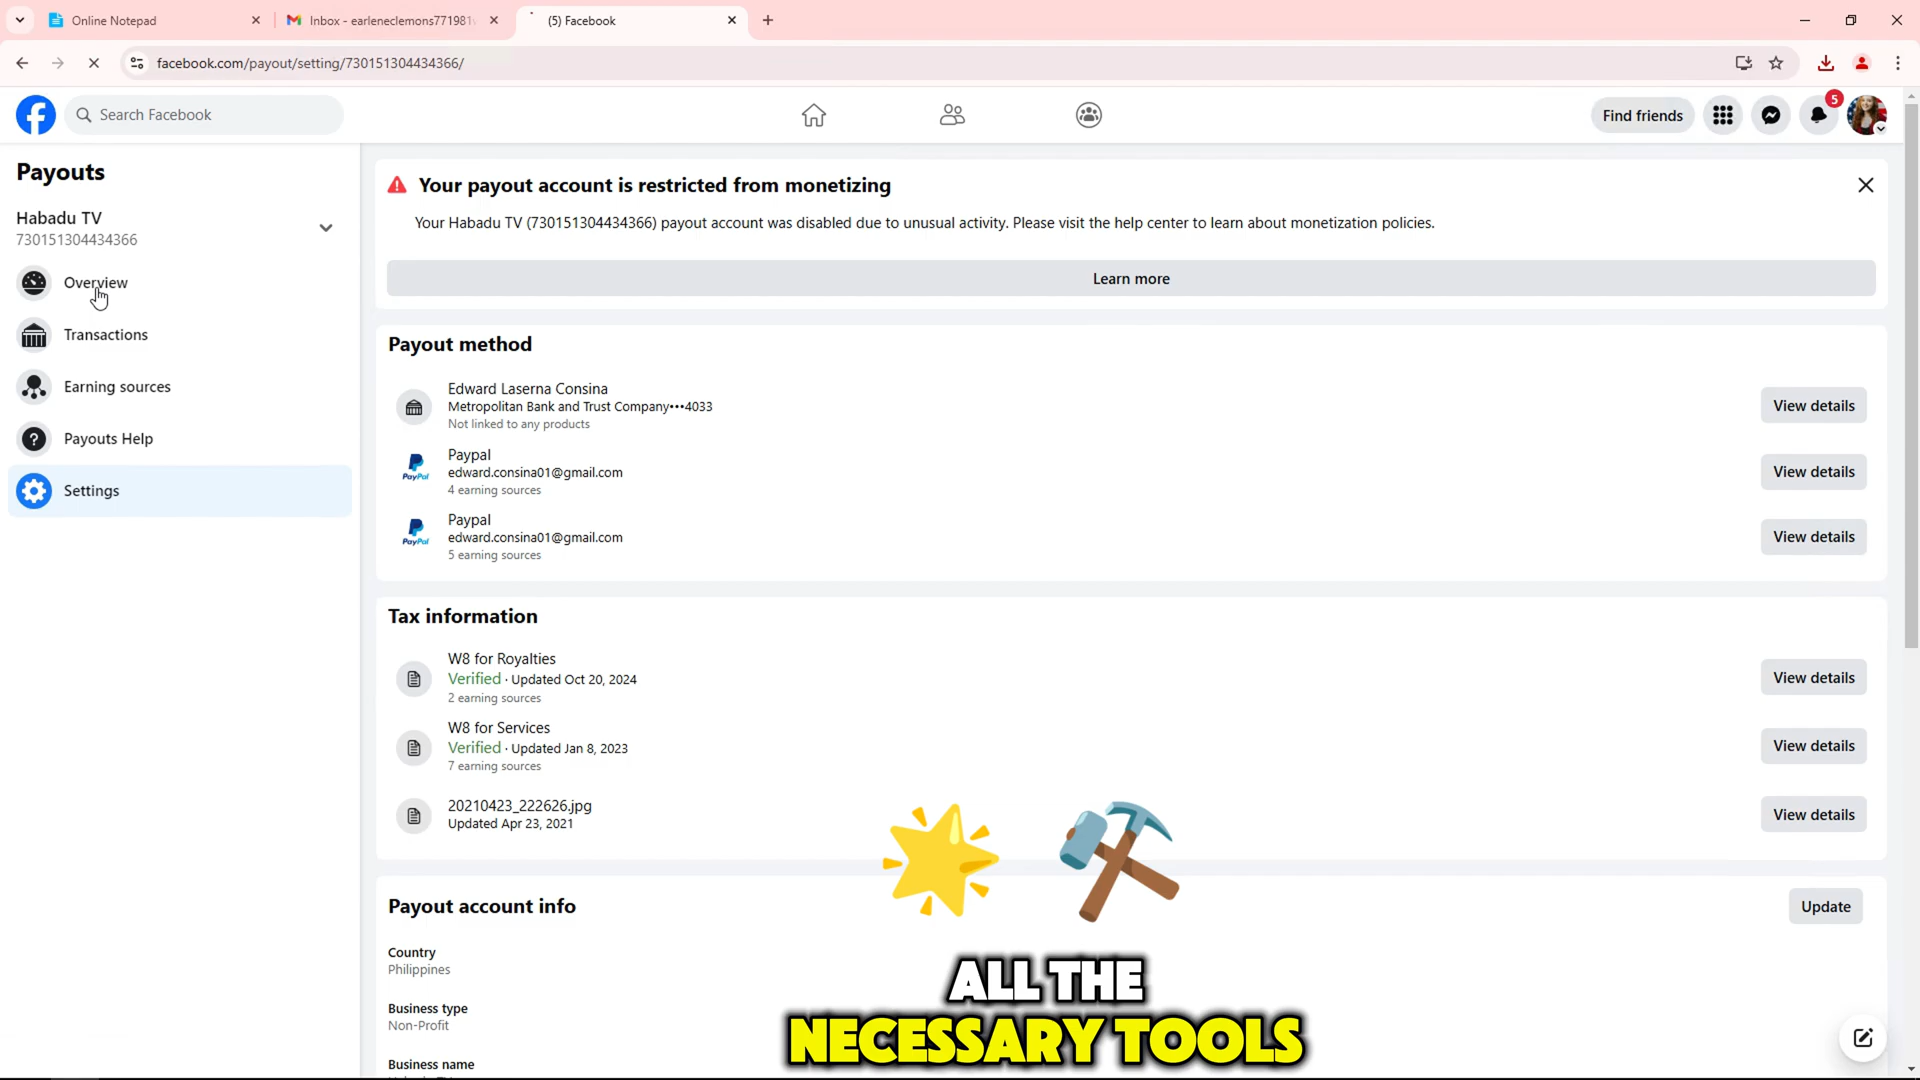 Online Notepad
Inbox - earleneclemons771981
(5) Facebook
facebook.com/payout/setting/730151304434366/
Search Facebook
Find friends
5
Payouts
Habadu TV
730151304434366
Overview
Transactions
Earning sources
Payouts Help
Settings
Your payout account is restricted from monetizing
Your Habadu TV (730151304434366) payout account was disabled due to unusual activity. Please visit the help center to learn about monetization policies.
Learn more
Payout method
Edward Laserna Consina
Metropolitan Bank and Trust Company•••4033
Not linked to any products
View details
PayPal
Paypal
edward.consina01@gmail.com
4 earning sources
View details
PayPal
Paypal
edward.consina01@gmail.com
5 earning sources
View details
Tax information
W8 for Royalties
Verified · Updated Oct 20, 2024
2 earning sources
View details
W8 for Services
Verified · Updated Jan 8, 2023
7 earning sources
View details
20210423_222626.jpg
Updated Apr 23, 2021
View details
Payout account info
Update
Country
Philippines
Business type
Non-Profit
Business name
ALL THE
NECESSARY TOOLS